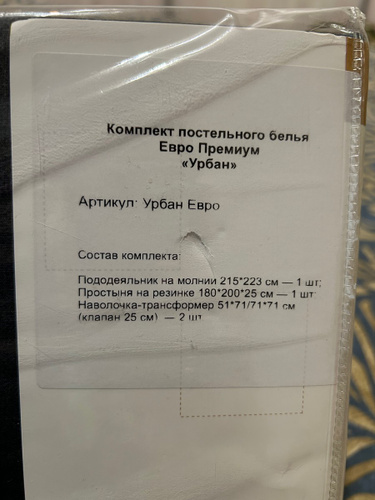 Комплект постельного белья
Евро Премиум
«Урбан»
Артикул: Урбан Евро
Состав комплекта:
Пододеяльник на молнии 215*223 см — 1 шт;
Простыня на резинке 180*200*25 см — 1 шт;
Наволочка-трансформер 51*71/71*71 см
(клапан 25 см) — 2 шт